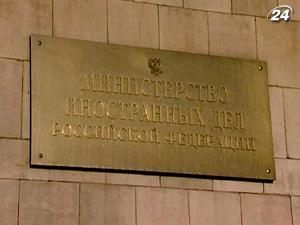 24
МИНИСТЕРСТВО
ИНОСТРАННЫХ ДЕЛ
РОССИЙСКОЙ ФЕДЕРАЦИИ